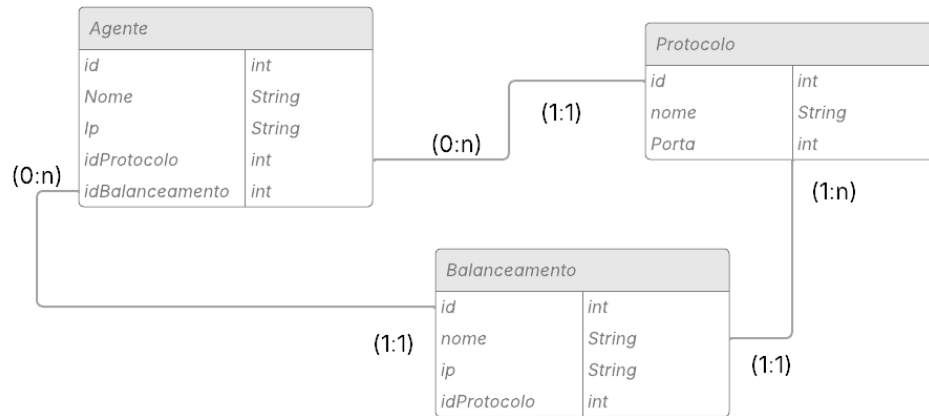 Agente
id int
Nome String
Ip String
idProtocolo int
idBalanceamento int
Protocolo
id int
nome String
Porta int
(1:1)
(0:n)
(0:n)
(1:n)
Balanceamento
id int
nome String
ip String
idProtocolo int
(1:1)
(1:1)